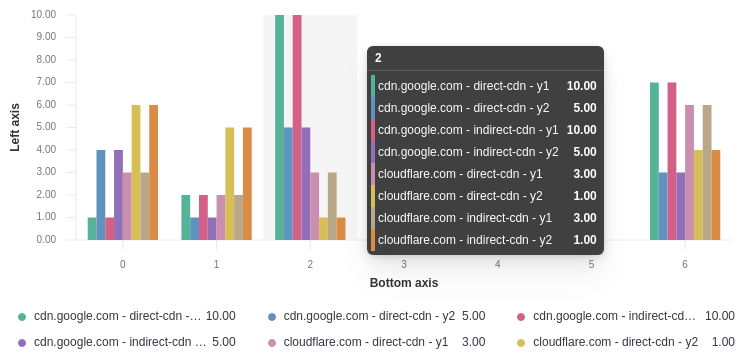 10.00
9.00
8.00
7.00
6.00
5.00
4.00
3.00
2.00
1.00
0.00
Left axis
2
cdn.google.com - direct-cdn - y1 10.00
cdn.google.com - direct-cdn - y2 5.00
cdn.google.com - indirect-cdn - y1 10.00
cdn.google.com - indirect-cdn - y2 5.00
cloudflare.com - direct-cdn - y1 3.00
cloudflare.com - direct-cdn - y2 1.00
cloudflare.com - indirect-cdn - y1 3.00
cloudflare.com - indirect-cdn - y2 1.00
0 1 2 3 4 5 6
Bottom axis
cdn.google.com - direct-cdn -… 10.00 cdn.google.com - direct-cdn - y2 5.00 cdn.google.com - indirect-cd… 10.00
cdn.google.com - indirect-cdn … 5.00 cloudflare.com - direct-cdn - y1 3.00 cloudflare.com - direct-cdn - y2 1.00